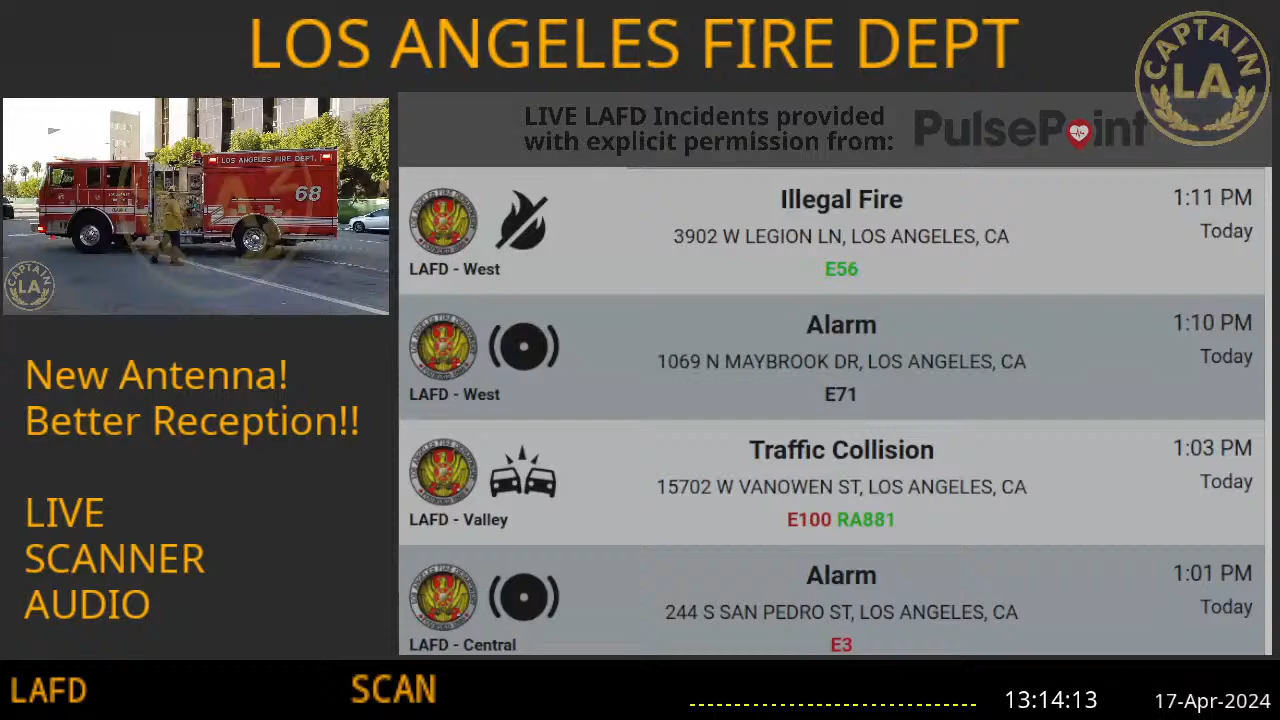 LOS ANGELES FIRE DEPT
CAPTAIN
LA
LIVE LAFD Incidents provided
with explicit permission from:
PulsePoint
LOS ANGELES FIRE DEPT.
68
CAPTAIN
LA
New Antenna!
Better Reception!!
LIVE
SCANNER
AUDIO
Illegal Fire
1:11 PM
3902 W LEGION LN, LOS ANGELES, CA
Today
LAFD - West
E56
Alarm
1:10 PM
1069 N MAYBROOK DR, LOS ANGELES, CA
Today
LAFD - West
E71
Traffic Collision
1:03 PM
15702 W VANOWEN ST, LOS ANGELES, CA
Today
LAFD - Valley
E100 RA881
Alarm
1:01 PM
244 S SAN PEDRO ST, LOS ANGELES, CA
Today
LAFD - Central
E3
LAFD
SCAN
13:14:13
17-Apr-2024